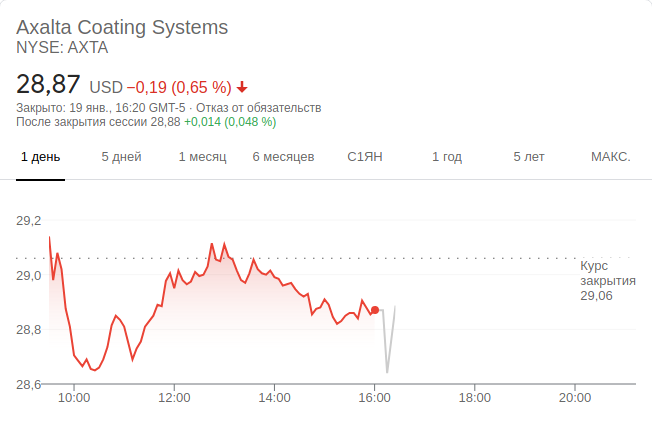 Axalta Coating Systems
NYSE: AXTA
28,87 USD −0,19 (0,65 %)
Закрыто: 19 янв., 16:20 GMT-5 · Отказ от обязательств
После закрытия сессии 28,88 +0,014 (0,048 %)
1 день 5 дней 1 месяц 6 месяцев С1ЯН 1 год 5 лет МАКС.
29,2
29,0
28,8
28,6
Курс
закрытия
29,06
10:00 12:00 14:00 16:00 18:00 20:00